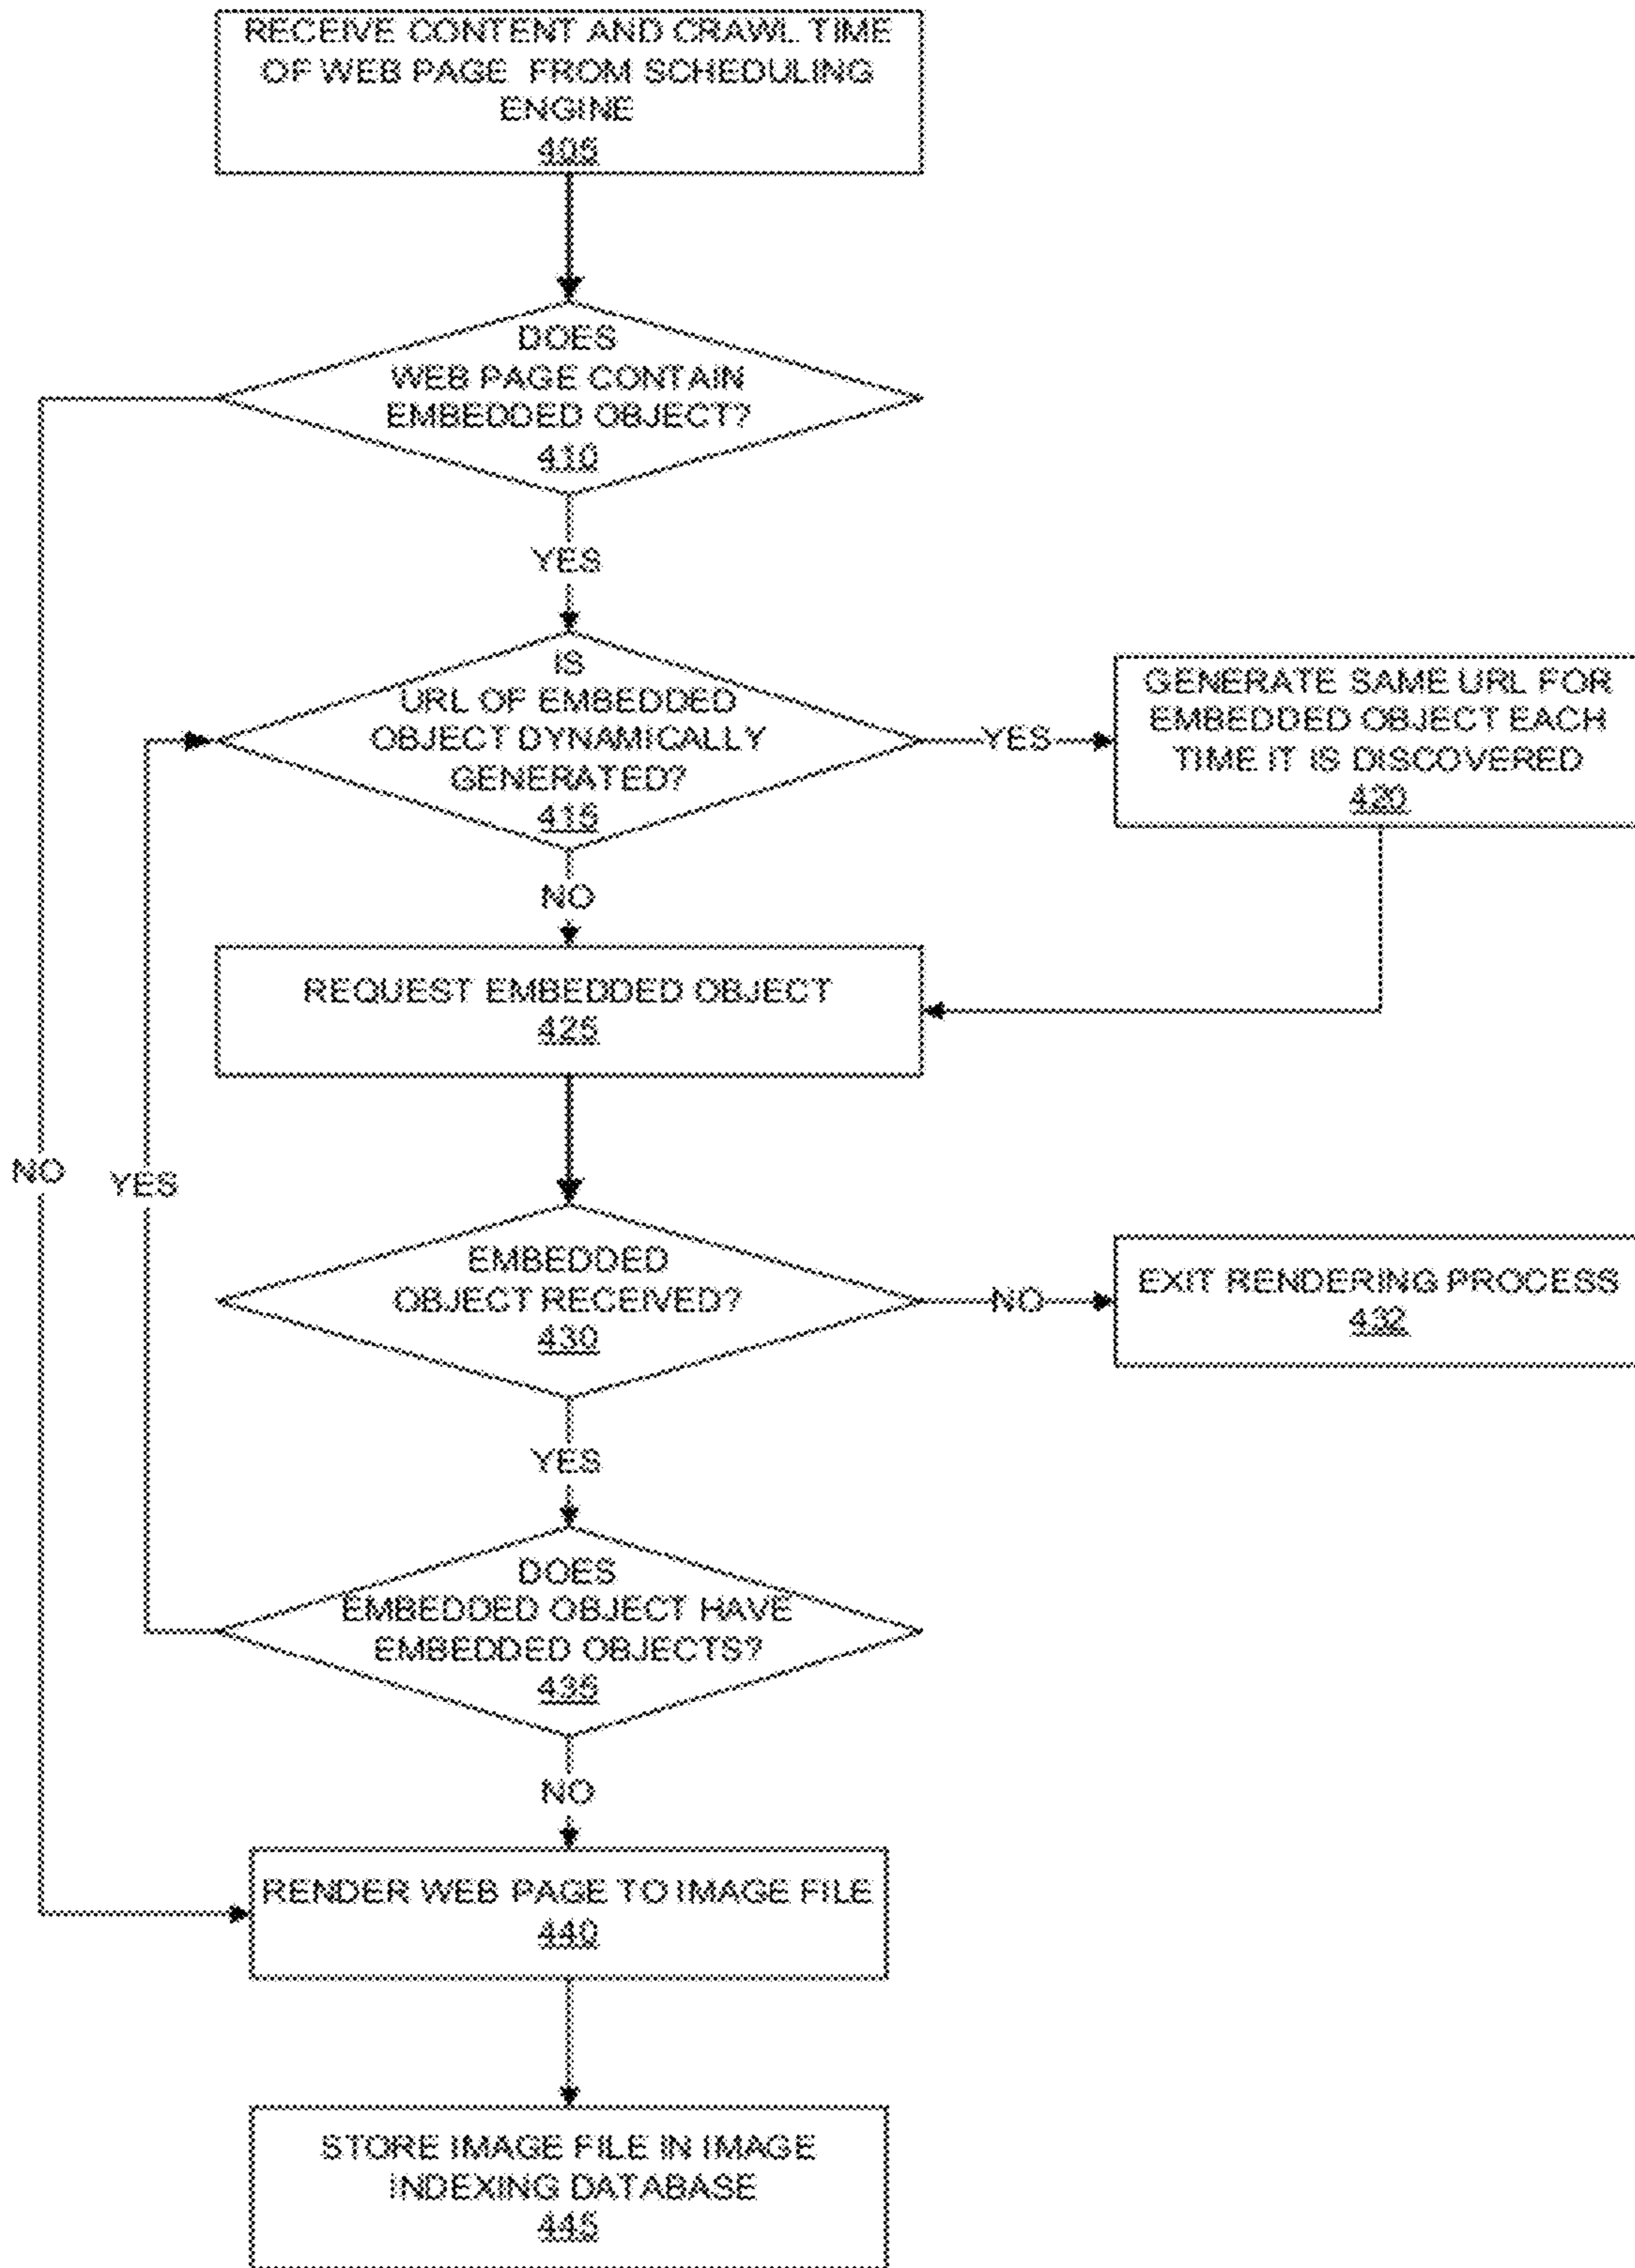 RECEIVE CONTENT AND CRAWL TIME
OF WEB PAGE FROM SCHEDULING
ENGINE
405
DOES
WEB PAGE CONTAIN
EMBEDDED OBJECT?
410
YES
IS
URL OF EMBEDDED
OBJECT DYNAMICALLY
GENERATED?
415
YES
GENERATE SAME URL FOR
EMBEDDED OBJECT EACH
TIME IT IS DISCOVERED
420
NO
REQUEST EMBEDDED OBJECT
425
NO
YES
EMBEDDED
OBJECT RECEIVED?
430
NO
EXIT RENDERING PROCESS
432
YES
DOES
EMBEDDED OBJECT HAVE
EMBEDDED OBJECTS?
435
NO
RENDER WEB PAGE TO IMAGE FILE
440
STORE IMAGE FILE IN IMAGE
INDEXING DATABASE
445